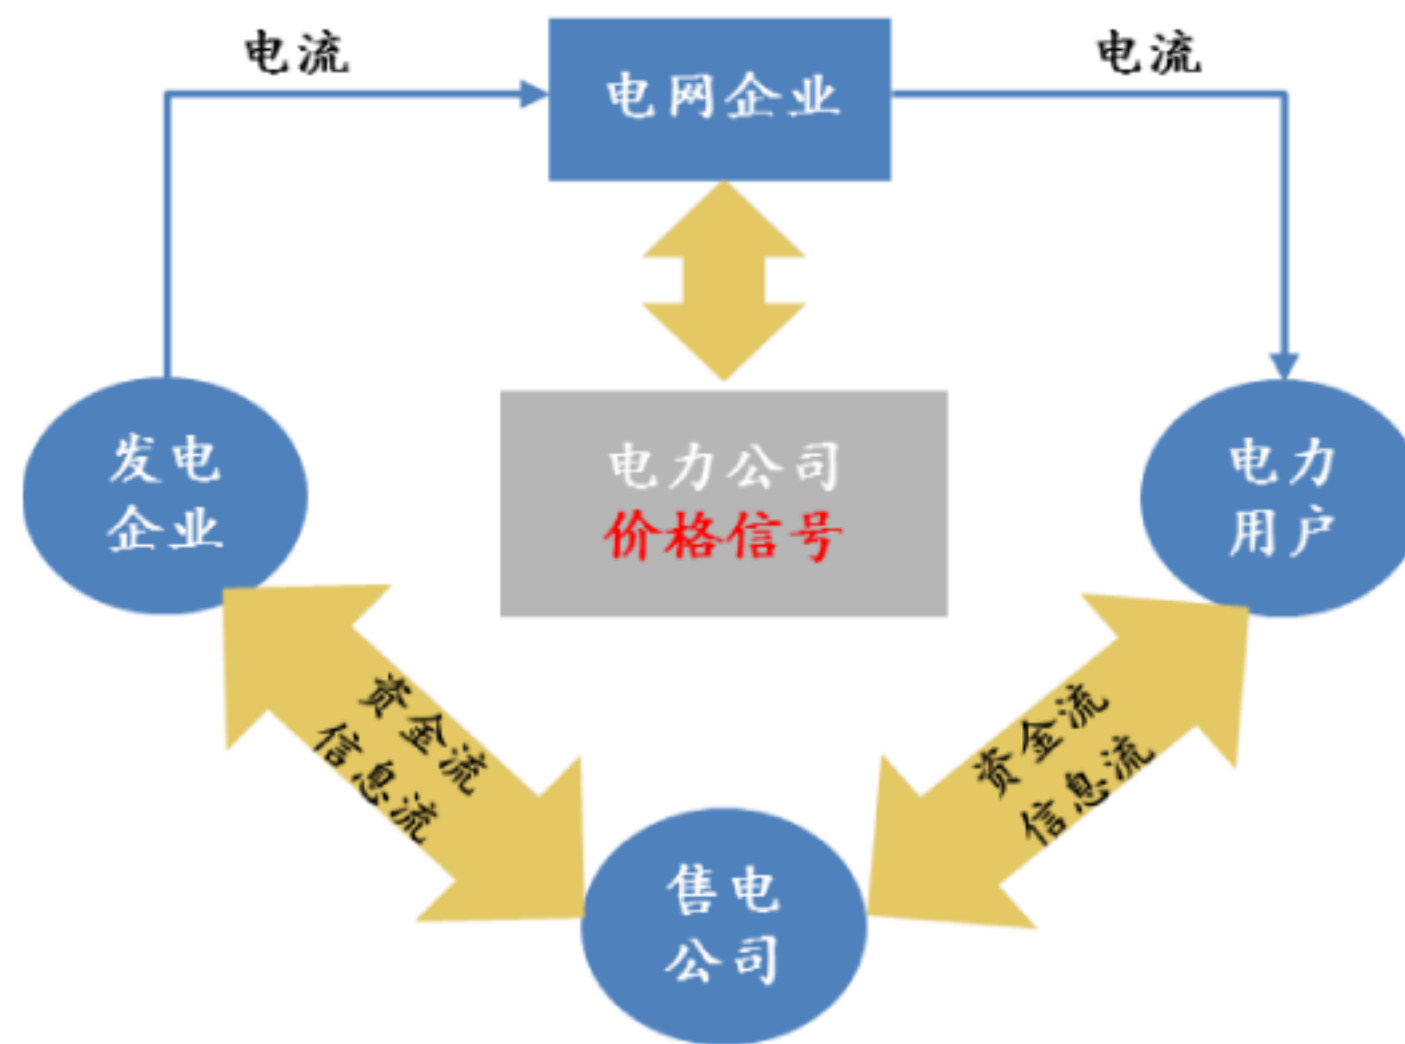 电流
电网企业
电流
发电
企业
电力公司
价格信号
电力
用户
资金流
信息流
资金流
信息流
售电
公司